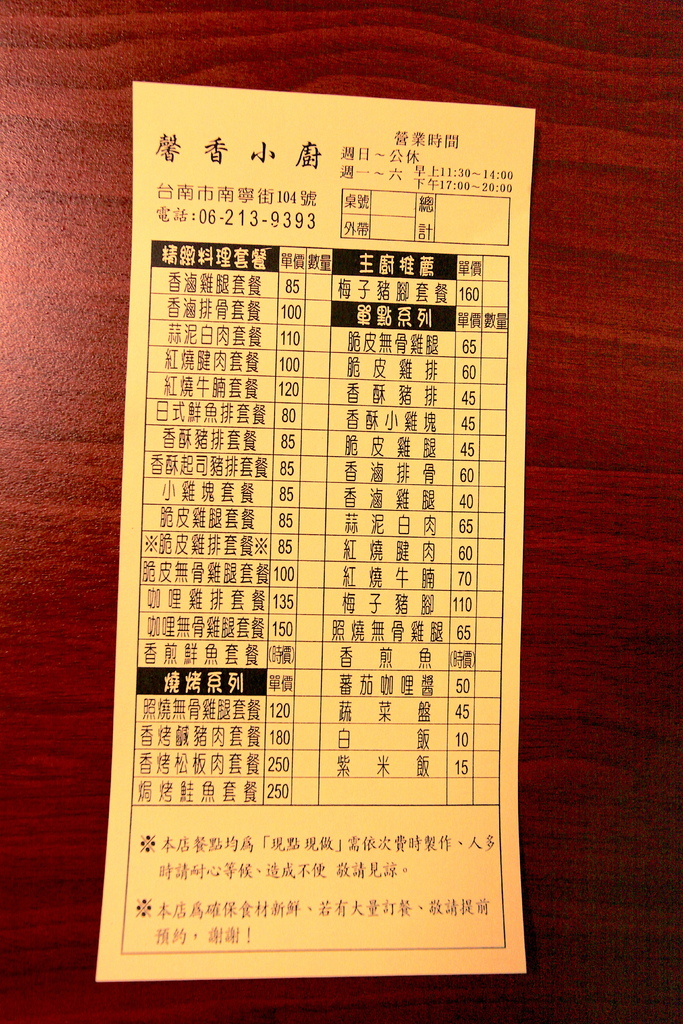 馨香小廚
營業時間
週日～公休
週一～六 早上11:30～14:00
下午17:00～20:00
台南市南寧街104號
電話:06-213-9393
桌號 總計
外帶
精緻料理套餐 單價 數量
香滷雞腿套餐 85
香滷排骨套餐 100
蒜泥白肉套餐 110
紅燒腱肉套餐 100
紅燒牛腩套餐 120
日式鮮魚排套餐 80
香酥豬排套餐 85
香酥起司豬排套餐 85
小雞塊套餐 85
脆皮雞腿套餐 85
※脆皮雞排套餐※ 85
脆皮無骨雞腿套餐 100
咖哩雞排套餐 135
咖哩無骨雞腿套餐 150
香煎鮮魚套餐 (時價)
燒烤系列 單價
照燒無骨雞腿套餐 120
香烤鹹豬肉套餐 180
香烤松板肉套餐 250
焗烤鮭魚套餐 250
主廚推薦 單價
梅子豬腳套餐 160
單點系列 單價 數量
脆皮無骨雞腿 65
脆皮雞排 60
香酥豬排 45
香酥小雞塊 45
脆皮雞腿 45
香滷排骨 60
香滷雞腿 40
蒜泥白肉 65
紅燒腱肉 60
紅燒牛腩 70
梅子豬腳 110
照燒無骨雞腿 65
香煎魚 (時價)
蕃茄咖哩醬 50
蔬菜盤 45
白飯 10
紫米飯 15
※本店餐點均為「現點現做」需依次費時製作、人多
時請耐心等候、造成不便 敬請見諒。
※本店為確保食材新鮮、若有大量訂餐、敬請提前
預約，謝謝！